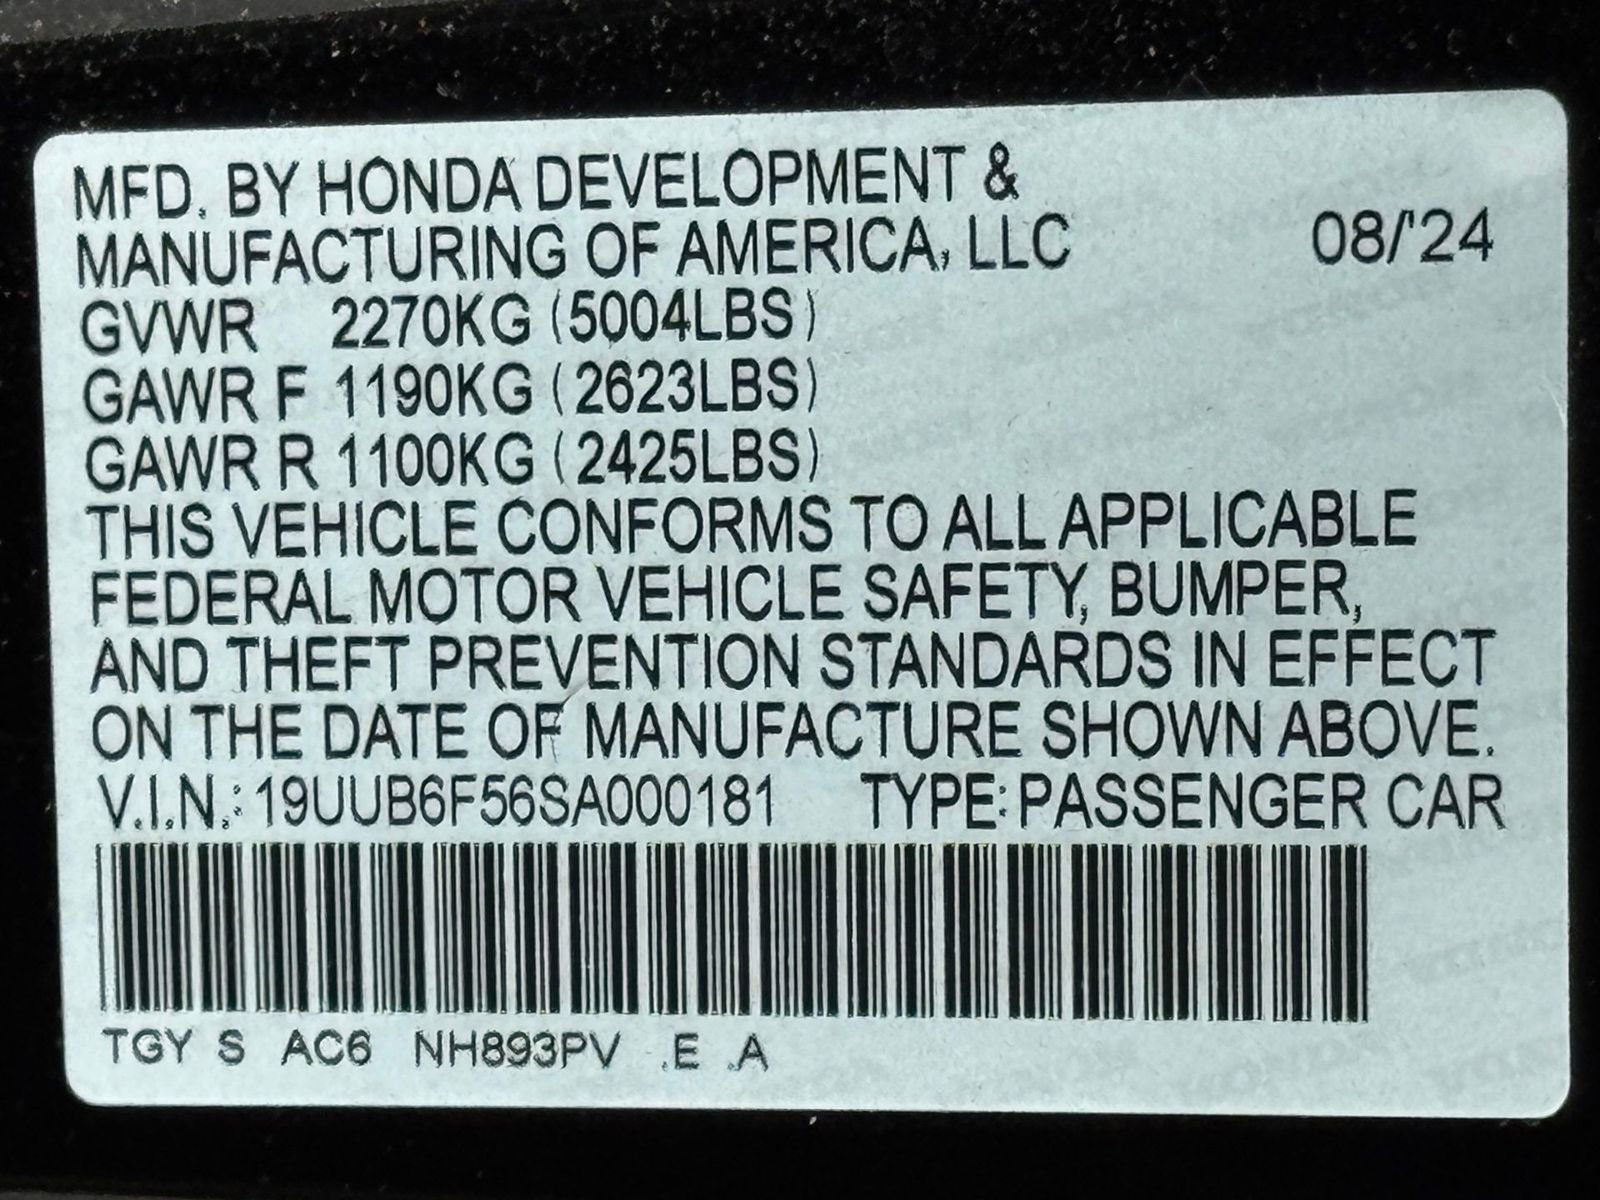 MFD. BY HONDA DEVELOPMENT &
MANUFACTURING OF AMERICA, LLC 08/'24
GVWR 2270KG (5004LBS)
GAWR F 1190KG (2623LBS)
GAWR R 1100KG (2425LBS)
THIS VEHICLE CONFORMS TO ALL APPLICABLE
FEDERAL MOTOR VEHICLE SAFETY, BUMPER,
AND THEFT PREVENTION STANDARDS IN EFFECT
ON THE DATE OF MANUFACTURE SHOWN ABOVE.
V.I.N.: 19UUB6F56SA000181 TYPE: PASSENGER CAR
TGY S AC6 NH893PV .E .A